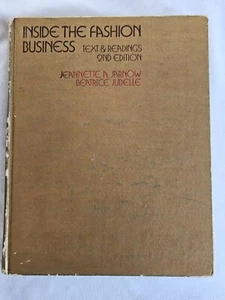 INSIDE THE FASHION
BUSINESS TEXT & READINGS
2ND EDITION
JEANNETTE A. JARNOW
BEATRICE JUDELLE